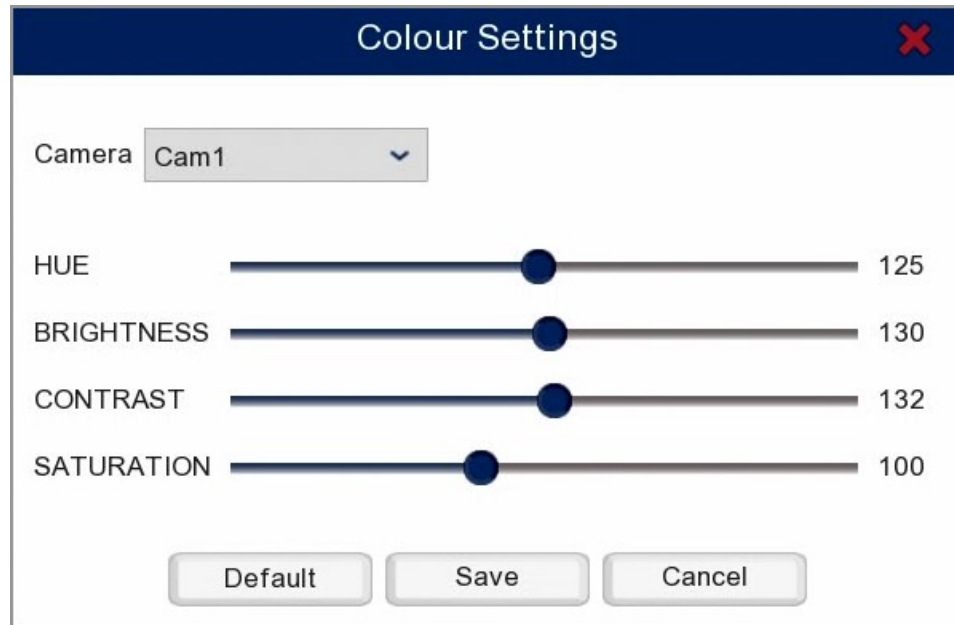 Colour Settings
Camera Cam1
HUE 125
BRIGHTNESS 130
CONTRAST 132
SATURATION 100
Default Save Cancel